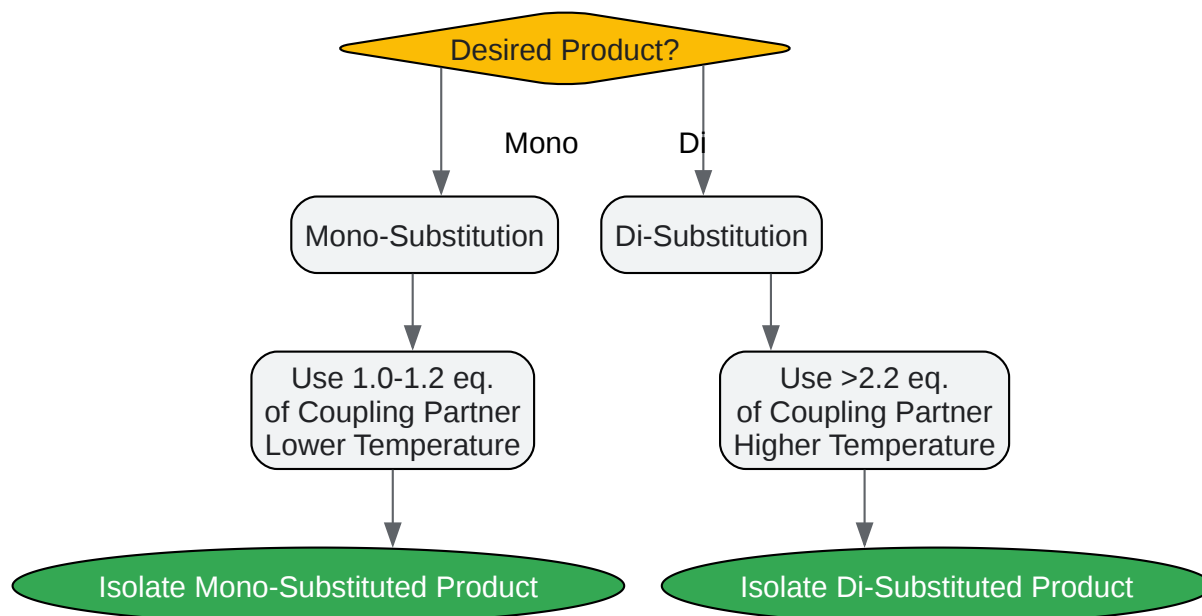 Desired Product?
Mono
Di
Mono-Substitution
Di-Substitution
Use 1.0-1.2 eq.
of Coupling Partner
Lower Temperature
Use >2.2 eq.
of Coupling Partner
Higher Temperature
Isolate Mono-Substituted Product
Isolate Di-Substituted Product